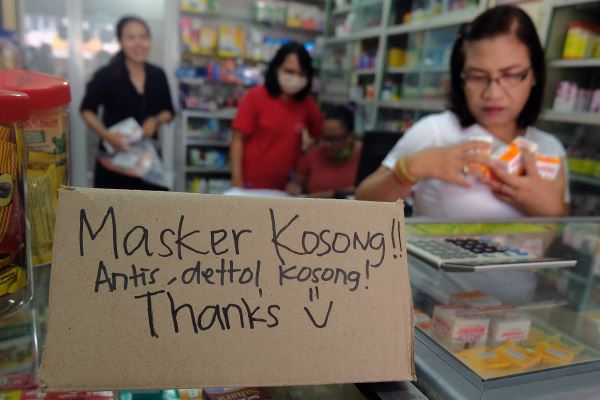 Masker Kosong!!
Antis, dettol, kosong!
Thanks